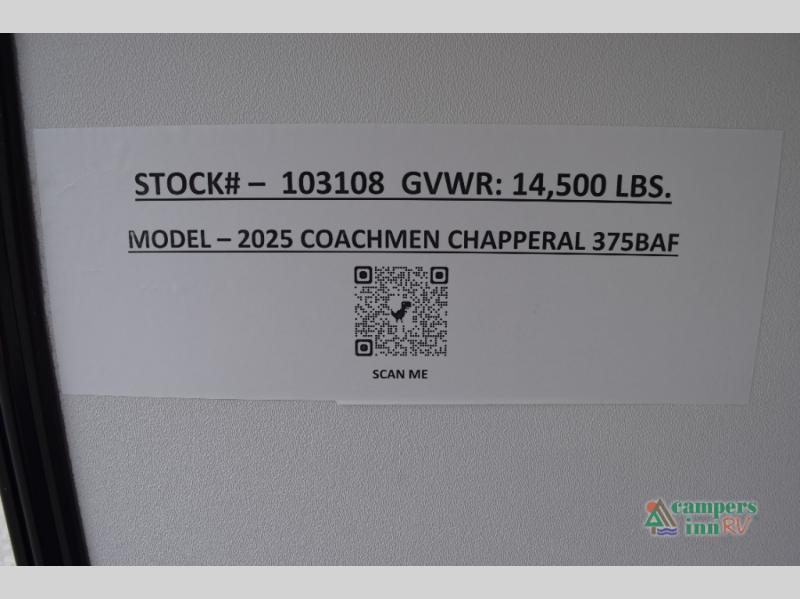 STOCK# – 103108 GVWR: 14,500 LBS.
MODEL – 2025 COACHMEN CHAPPERAL 375BAF
SCAN ME
campers
inn RV